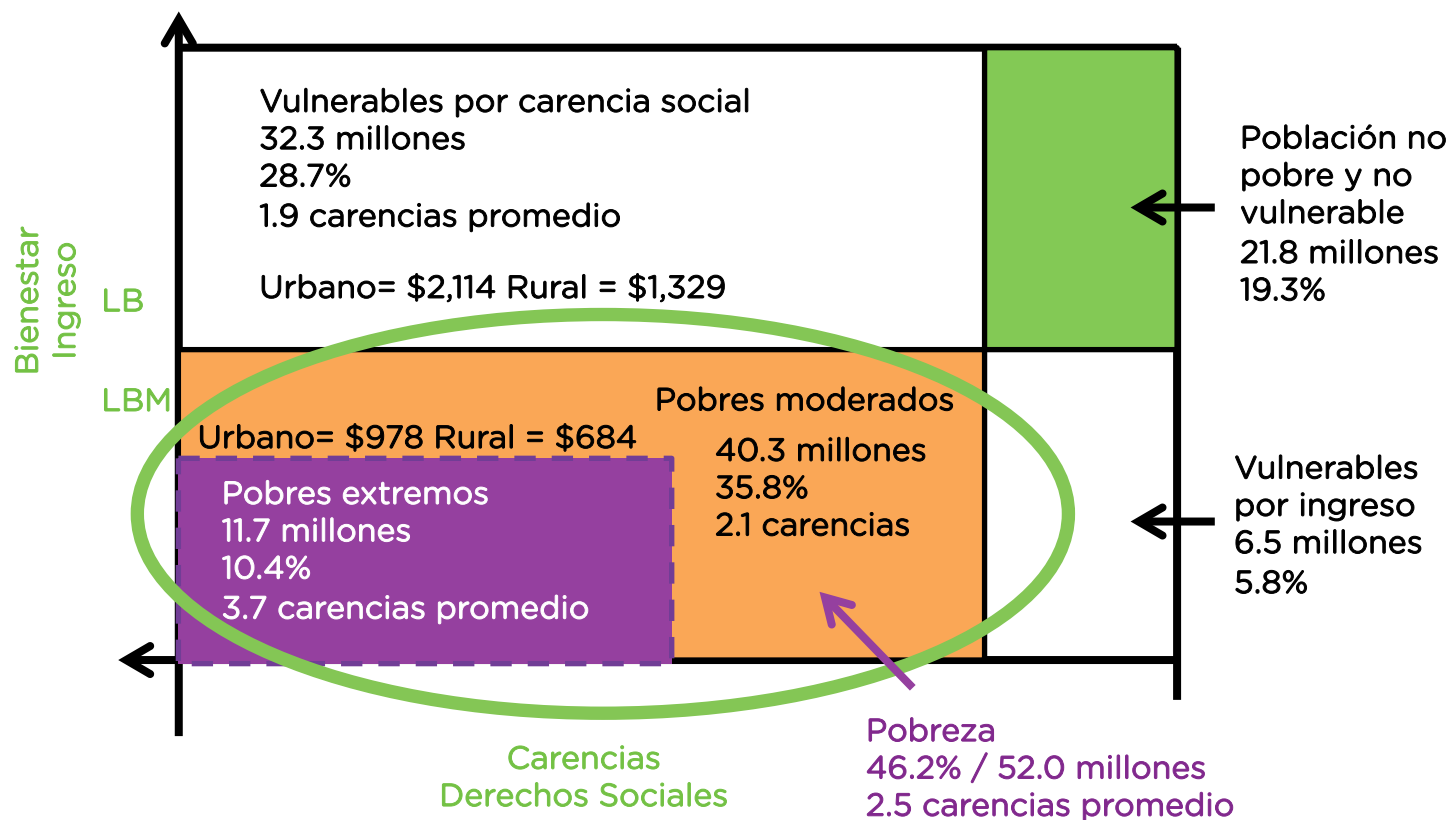 Vulnerables por carencia social
32.3 millones
28.7%
1.9 carencias promedio
Urbano= $2,114 Rural = $1,329
Población no
pobre y no
vulnerable
21.8 millones
19.3%
Bienestar
Ingreso
LB
LBM
Pobres moderados
40.3 millones
35.8%
2.1 carencias
Urbano= $978 Rural = $684
Pobres extremos
11.7 millones
10.4%
3.7 carencias promedio
Vulnerables
por ingreso
6.5 millones
5.8%
Carencias
Derechos Sociales
Pobreza
46.2% / 52.0 millones
2.5 carencias promedio